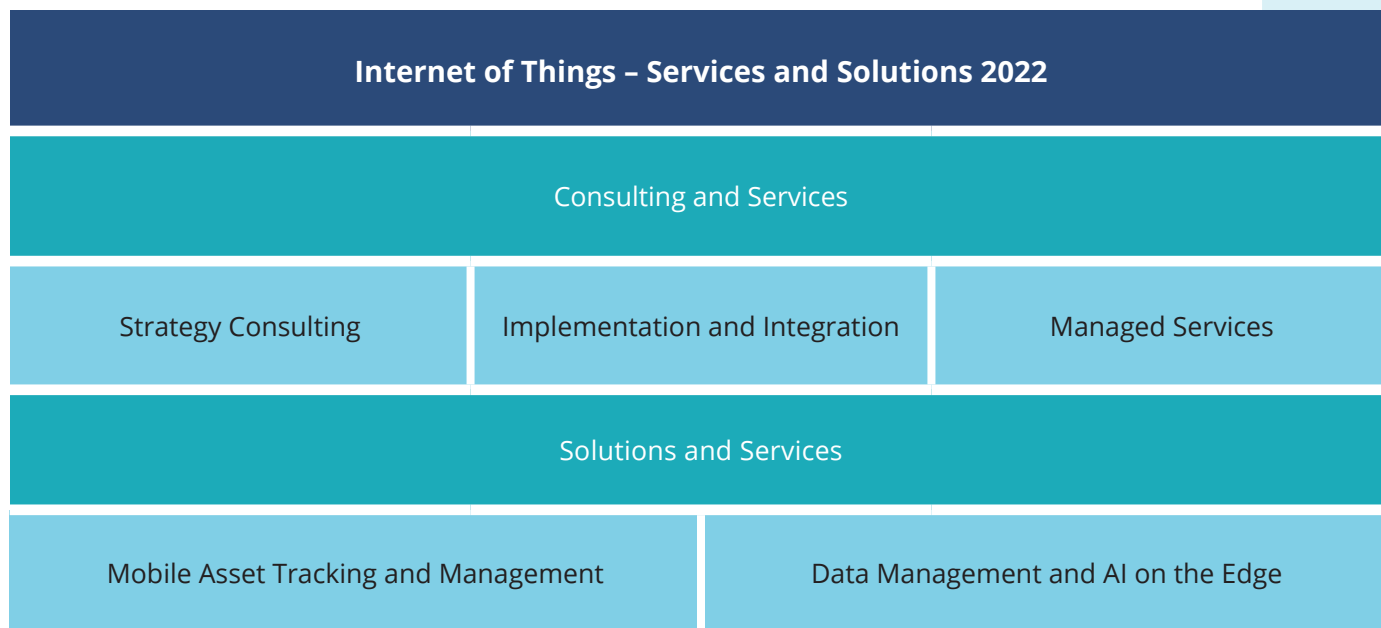 Internet of Things – Services and Solutions 2022
Consulting and Services
Strategy Consulting
Implementation and Integration
Managed Services
Solutions and Services
Mobile Asset Tracking and Management
Data Management and AI on the Edge